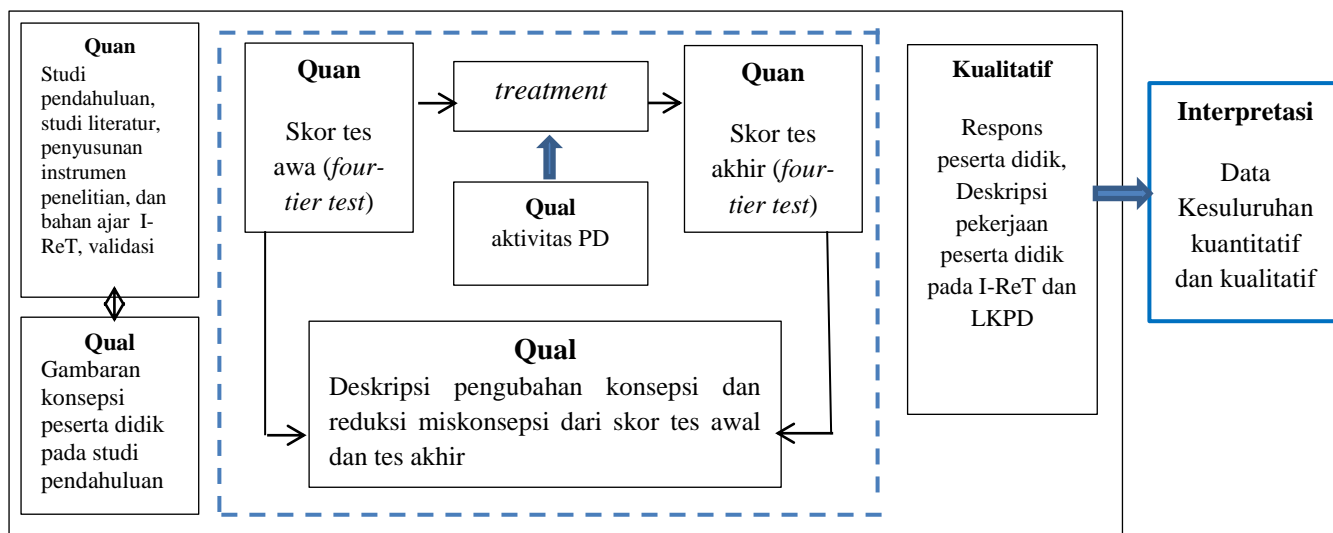 Quan
Studi
pendahuluan,
studi literatur,
penyusunan
instrumen
penelitian, dan
bahan ajar I-
ReT, validasi
Qual
Gambaran
konsepsi
peserta didik
pada studi
pendahuluan
Quan
Skor tes
awa (four-
tier test)
treatment
Qual
aktivitas PD
Quan
Skor tes
akhir (four-
tier test)
Qual
Deskripsi pengubahan konsepsi dan
reduksi miskonsepsi dari skor tes awal
dan tes akhir
Kualitatif
Respons
peserta didik,
Deskripsi
pekerjaan
peserta didik
pada I-ReT dan
LKPD
Interpretasi
Data
Kesuluruhan
kuantitatif
dan kualitatif